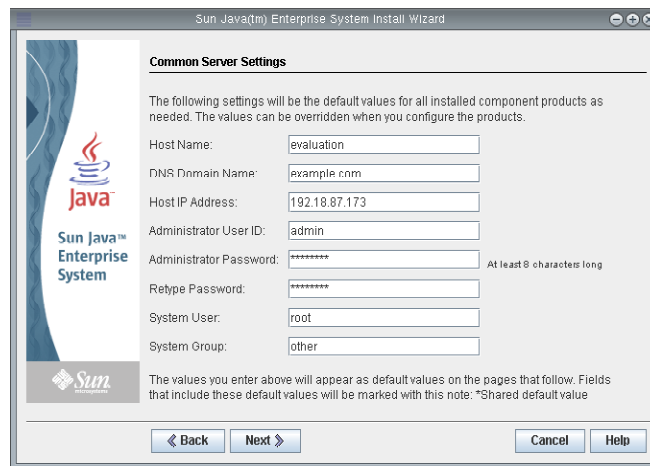 Sun Java(tm) Enterprise System Install Wizard
Common Server Settings
The following settings will be the default values for all installed component products as
needed. The values can be overridden when you configure the products.
Host Name: evaluation
DNS Domain Name: example.com
Host IP Address: 192.18.87.173
Administrator User ID: admin
Administrator Password: ******** At least 8 characters long
Retype Password: ********
System User: root
System Group: other
The values you enter above will appear as default values on the pages that follow. Fields
that include these default values will be marked with this note: *Shared default value
Java™
Sun Java™
Enterprise
System
Sun
microsystems
Back Next Cancel Help